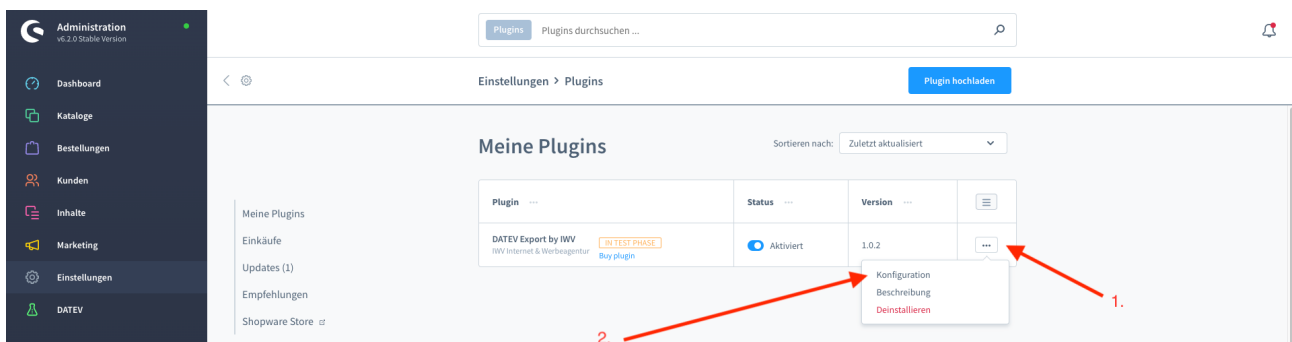 Administration
v6.2.0 Stable Version
Dashboard
Kataloge
Bestellungen
Kunden
Inhalte
Marketing
Einstellungen
DATEV
Plugins Plugins durchsuchen ...
Einstellungen > Plugins
Plugin hochladen
Meine Plugins
Sortieren nach: Zuletzt aktualisiert
Meine Plugins
Einkäufe
Updates (1)
Empfehlungen
Shopware Store
Plugin ... Status ... Version ...
DATEV Export by IWV
IWV Internet & Werbeagentur
IN TEST PHASE
Buy plugin
Aktiviert
1.0.2
Konfiguration
Beschreibung
Deinstallieren
1.
2.